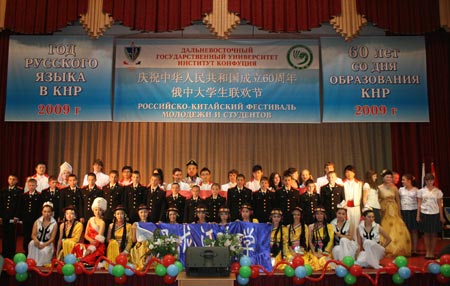 ГОД
РУССКОГО
ЯЗЫКА
В КНР
2009 г
ДАЛЬНЕВОСТОЧНЫЙ
ГОСУДАРСТВЕННЫЙ УНИВЕРСИТЕТ
ИНСТИТУТ КОНФУЦИЯ
庆祝中华人民共和国成立60周年
俄中大学生联欢节
РОССИЙСКО-КИТАЙСКИЙ ФЕСТИВАЛЬ
МОЛОДЕЖИ И СТУДЕНТОВ
60 ЛЕТ
СО ДНЯ
ОБРАЗОВАНИЯ
КНР
2009 г